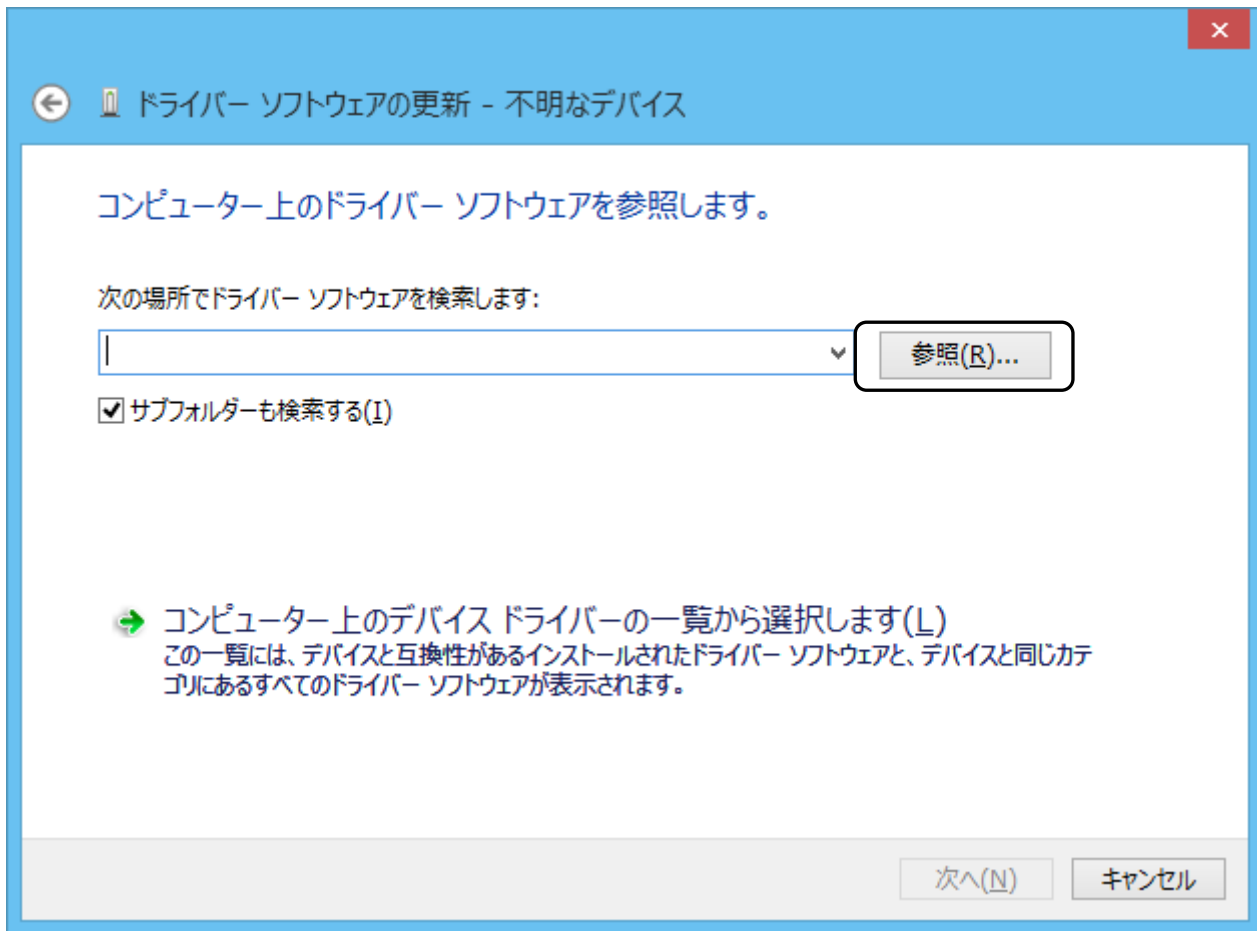 ドライバー ソフトウェアの更新 - 不明なデバイス
コンピューター上のドライバー ソフトウェアを参照します。
次の場所でドライバー ソフトウェアを検索します:
参照(R)...
サブフォルダーも検索する(I)
コンピューター上のデバイス ドライバーの一覧から選択します(L)
この一覧には、デバイスと互換性があるインストールされたドライバー ソフトウェアと、デバイスと同じカテ
ゴリにあるすべてのドライバー ソフトウェアが表示されます。
次へ(N)
キャンセル